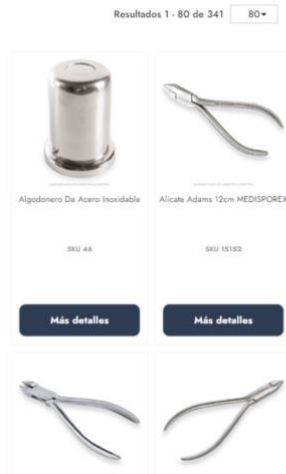 Resultados 1 - 80 de 341 80
Algodonero De Acero Inoxidable
Alicate Adams 12cm MEDISPOREX
SKU 46
SKU 15152
Más detalles
Más detalles